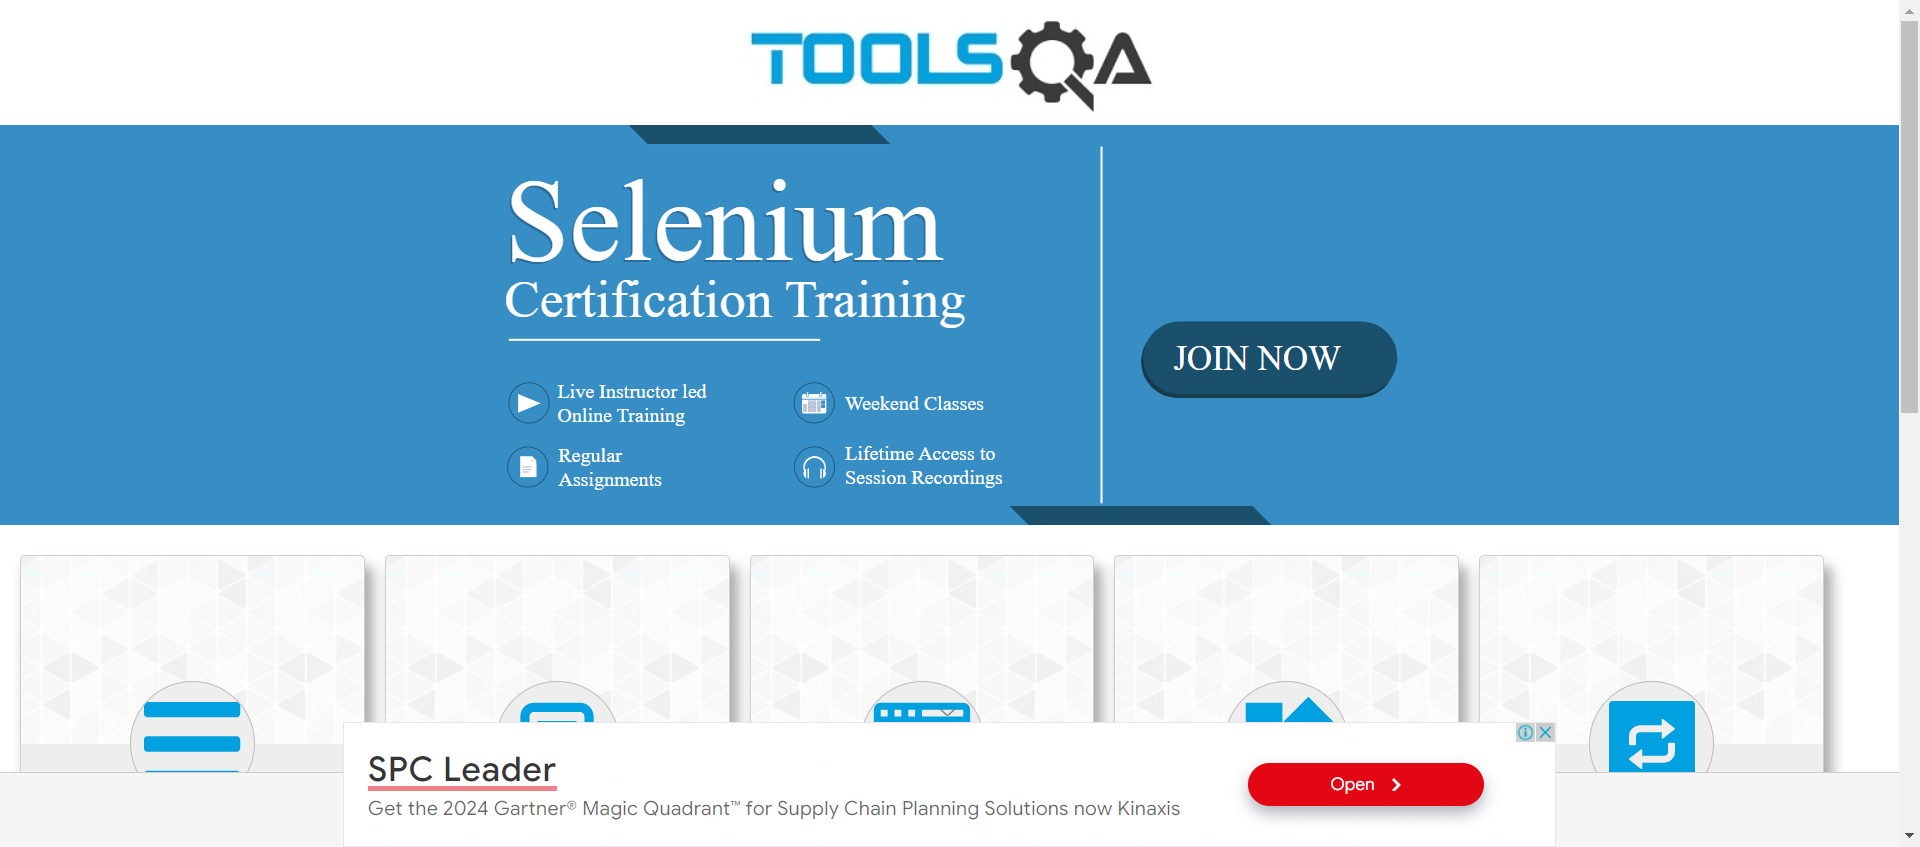 TOOLSQA
Selenium
Certification Training
JOIN NOW
Live Instructor led
Online Training
Weekend Classes
Regular
Assignments
Lifetime Access to
Session Recordings
SPC Leader
Get the 2024 Gartner® Magic Quadrant™ for Supply Chain Planning Solutions now Kinaxis
Open